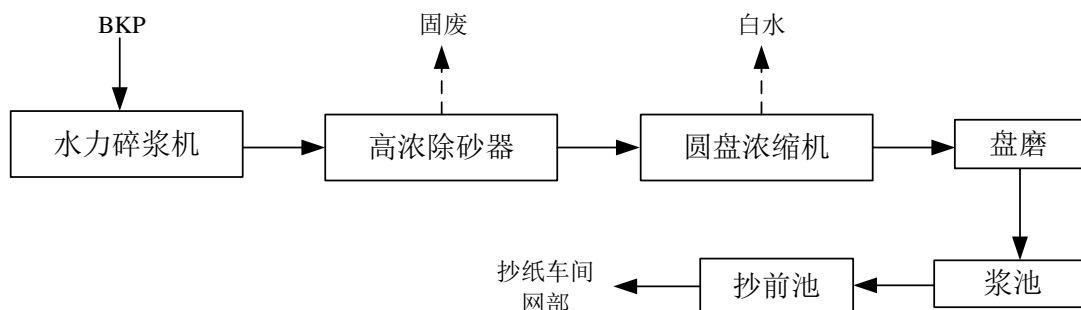 BKP
固废
白水
水力碎浆机
高浓除砂器
圆盘浓缩机
盘磨
抄纸车间
网部
抄前池
浆池